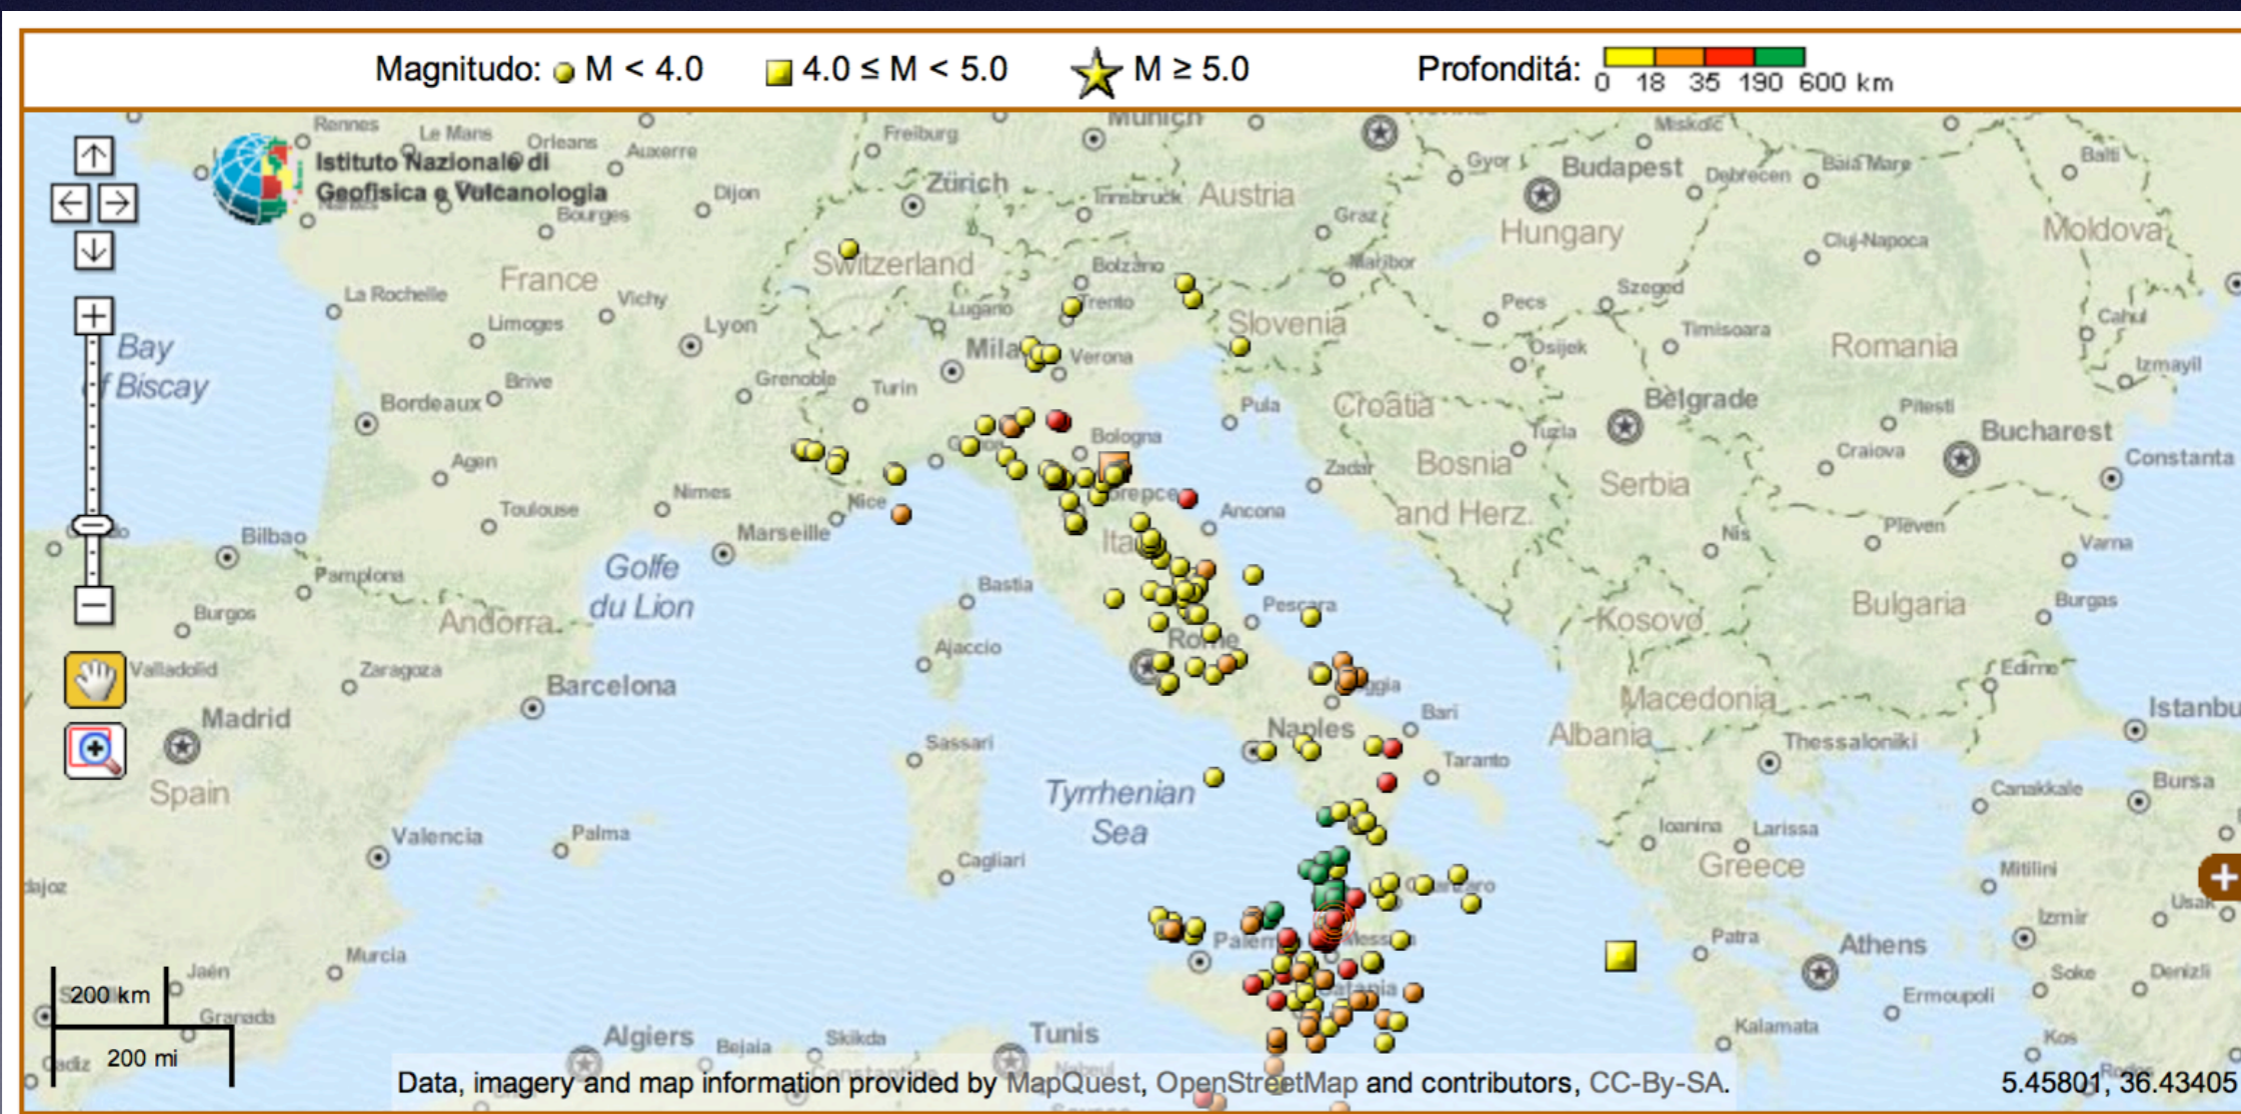 Magnitudo: M < 4.0 4.0 ≤ M < 5.0 M ≥ 5.0 Profonditá:
0 18 35 190 600 km
Istituto Nazionale di
Geofisica e Vulcanologia
Rennes
Le Mans
Orleans
Auxerre
Freiburg
Munich
Miskolc
Balti
Gyor
Budapest
Debrecen
Baia Mare
Dijon
Zürich
Innsbruck
Austria
Bourges
Graz
Hungary
Cluj-Napoca
Moldova
France
Switzerland
Bolzano
Maribor
La Rochelle
Vichy
Lugano
Trento
Pecs
Szeged
Limoges
Lyon
Slovenia
Timisoara
Cahul
Bay
of Biscay
Verona
Osijek
Romania
Izmayil
Brive
Grenoble
Turin
Bordeaux
Pula
Croatia
Belgrade
Pitesti
Bologna
Tuzla
Bucharest
Agen
Zadar
Bosnia
and Herz.
Craiova
Constanta
Serbia
Nimes
Nice
Toulouse
Ancona
Marseille
Pleven
Nis
Varna
Bilbao
Golfe
du Lion
Pamplona
Bastia
Burgos
Andorra
Pescara
Kosovo
Bulgaria
Burgas
Rome
Ajaccio
Valladolid
Zaragoza
Barcelona
Edirne
Macedonia
Madrid
Bari
Istanbu
Naples
Albania
Thessaloniki
Sassari
Taranto
Spain
Tyrrhenian
Sea
Canakkale
Bursa
Valencia
Palma
Ioanina
Larissa
Cagliari
Greece
Mitilini
dajoz
Usak
Izmir
Patra
Athens
Murcia
Jaén
Soke
Denizli
200 km
Granada
Ermoupoli
Algiers
Bejaia
Skikda
Tunis
Kalamata
Kos
200 mi
Cadiz
Constantine
Nabeul
Rodos
Data, imagery and map information provided by MapQuest, OpenStreetMap and contributors, CC-By-SA.
5.45801, 36.43405